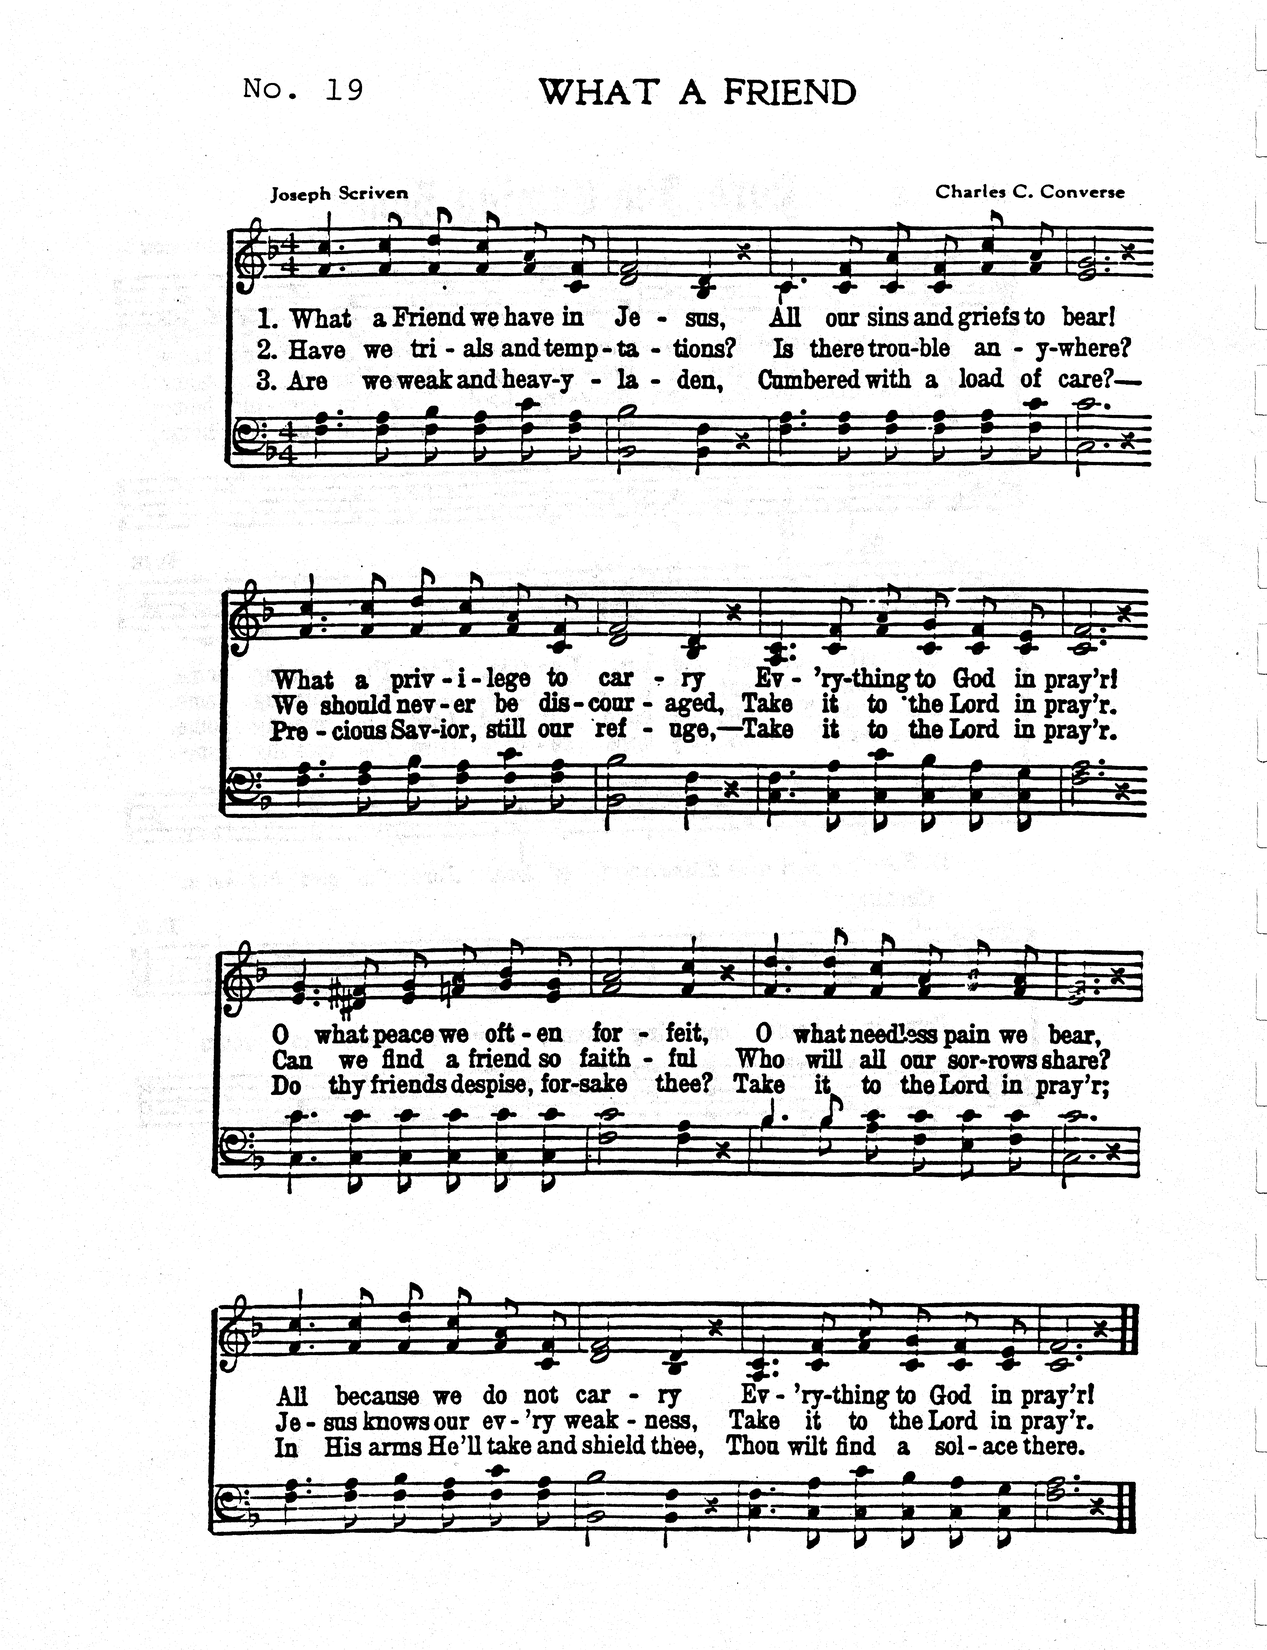 No. 19 WHAT A FRIEND
Joseph Scriven Charles C. Converse
1. What a Friend we have in Je - sus, All our sins and griefs to bear!
2. Have we tri - als and temp - ta - tions? Is there trou-ble an - y-where?
3. Are we weak and heav-y - la - den, Cumbered with a load of care?—
What a priv - i - lege to car - ry Ev - 'ry-thing to God in pray'r!
We should nev - er be dis - cour - aged, Take it to the Lord in pray'r.
Pre - cious Sav-ior, still our ref - uge,—Take it to the Lord in pray'r.
O what peace we oft - en for - feit, O what needless pain we bear,
Can we find a friend so faith - ful Who will all our sor-rows share?
Do thy friends despise, for-sake thee? Take it to the Lord in pray'r;
All because we do not car - ry Ev - 'ry-thing to God in pray'r!
Je - sus knows our ev - 'ry weak - ness, Take it to the Lord in pray'r.
In His arms He'll take and shield thee, Thou wilt find a sol - ace there.